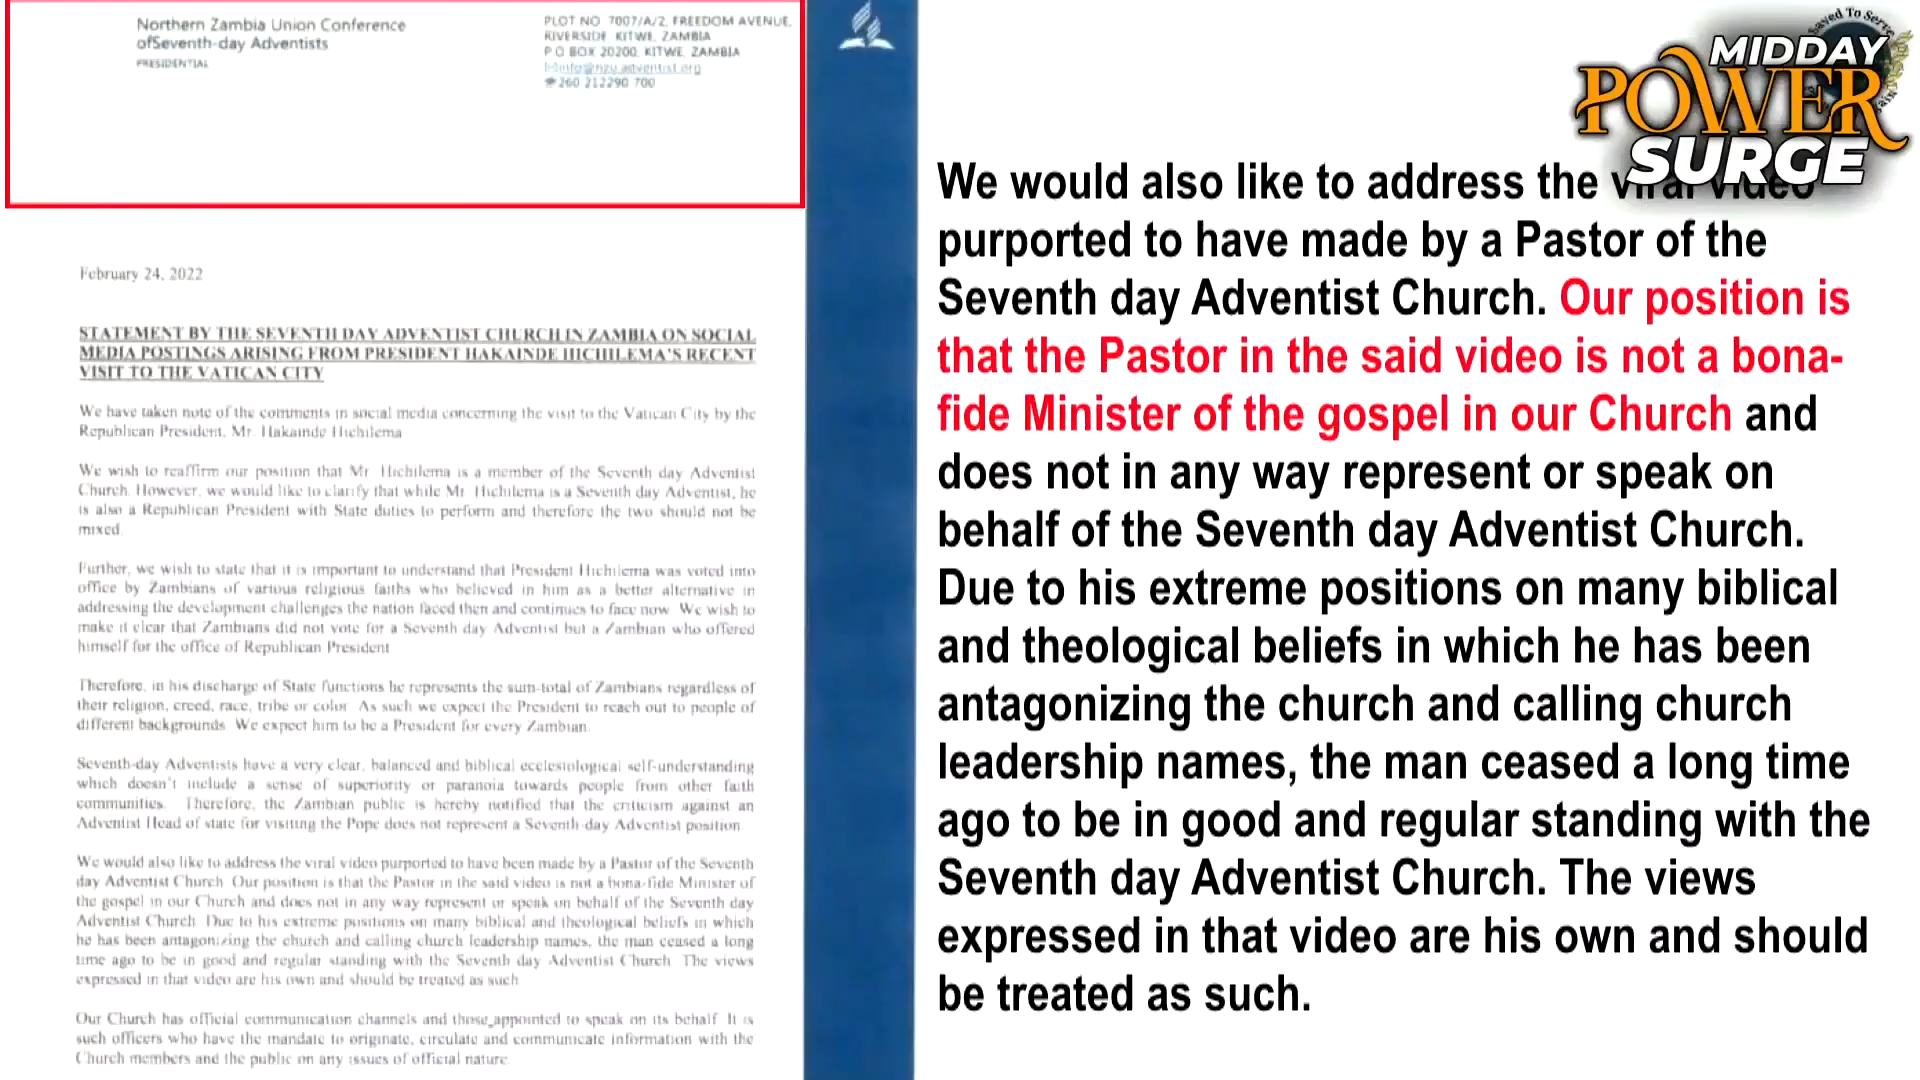 Northern Zambia Union Conference
ofSeventh-day Adventists
PRESIDENTIAL
PLOT NO 7007/A/2, FREEDOM AVENUE,
RIVERSIDE KITWE, ZAMBIA
P O BOX 20200, KITWE, ZAMBIA
info@nzu.adventist.org
260 212290 700
February 24, 2022
STATEMENT BY THE SEVENTH DAY ADVENTIST CHURCH IN ZAMBIA ON SOCIAL
MEDIA POSTINGS ARISING FROM PRESIDENT HAKAINDE HICHILEMA'S RECENT
VISIT TO THE VATICAN CITY
We have taken note of the comments in social media concerning the visit to the Vatican City by the
Republican President, Mr. Hakainde Hichilema
We wish to reaffirm our position that Mr Hichilema is a member of the Seventh day Adventist
Church. However, we would like to clarify that while Mr. Hichilema is a Seventh day Adventist, he
is also a Republican President with State duties to perform and therefore the two should not be
mixed.
Further, we wish to state that it is important to understand that President Hichilema was voted into
office by Zambians of various religious faiths who believed in him as a better alternative in
addressing the development challenges the nation faced then and continues to face now. We wish to
make it clear that Zambians did not vote for a Seventh day Adventist but a Zambian who offered
himself for the office of Republican President
Therefore, in his discharge of State functions he represents the sum-total of Zambians regardless of
their religion, creed, race, tribe or color. As such we expect the President to reach out to people of
different backgrounds. We expect him to be a President for every Zambian.
Seventh-day Adventists have a very clear, balanced and biblical ecclesiological self-understanding
which doesn't include a sense of superiority or paranoia towards people from other faith
communities. Therefore, the Zambian public is hereby notified that the criticism against an
Adventist Head of state for visiting the Pope does not represent a Seventh-day Adventist position.
We would also like to address the viral video purported to have been made by a Pastor of the Seventh
day Adventist Church. Our position is that the Pastor in the said video is not a bona-fide Minister of
the gospel in our Church and does not in any way represent or speak on behalf of the Seventh day
Adventist Church. Due to his extreme positions on many biblical and theological beliefs in which
he has been antagonizing the church and calling church leadership names, the man ceased a long
time ago to be in good and regular standing with the Seventh day Adventist Church. The views
expressed in that video are his own and should be treated as such
Our Church has official communication channels and those appointed to speak on its behalf. It is
such officers who have the mandate to originate, circulate and communicate information with the
Church members and the public on any issues of official nature.
MIDDAY
POWER
SURGE
We would also like to address the viral video
purported to have made by a Pastor of the
Seventh day Adventist Church. Our position is
that the Pastor in the said video is not a bona-
fide Minister of the gospel in our Church and
does not in any way represent or speak on
behalf of the Seventh day Adventist Church.
Due to his extreme positions on many biblical
and theological beliefs in which he has been
antagonizing the church and calling church
leadership names, the man ceased a long time
ago to be in good and regular standing with the
Seventh day Adventist Church. The views
expressed in that video are his own and should
be treated as such.